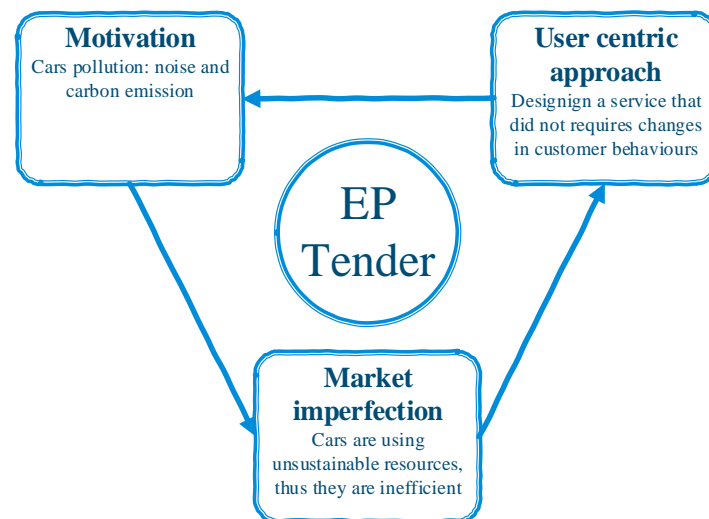 Motivation
Cars pollution: noise and
carbon emission
User centric
approach
Designign a service that
did not requires changes
in customer behaviours
EP
Tender
Market
imperfection
Cars are using
unsustainable resources,
thus they are inefficient